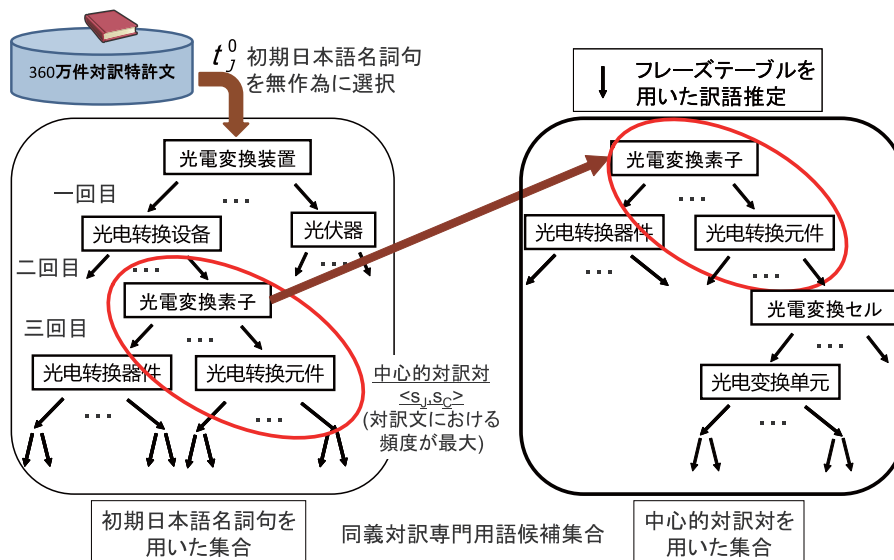 360万件対訳特許文
t_J^0 初期日本語名詞句
を無作為に選択
フレーズテーブルを
用いた訳語推定
光電変換装置
一回目
...
光电转换设备
光伏器
二回目
...
光電変換素子
三回目
...
光电转换器件
光电转换元件
...
...
中心的対訳対
<s_J,s_C>
(対訳文における
頻度が最大)
光電変換素子
...
光电转换器件
光电转换元件
...
...
光電変換セル
...
光电变换单元
...
初期日本語名詞句を
用いた集合
同義対訳専門用語候補集合
中心的対訳対を
用いた集合